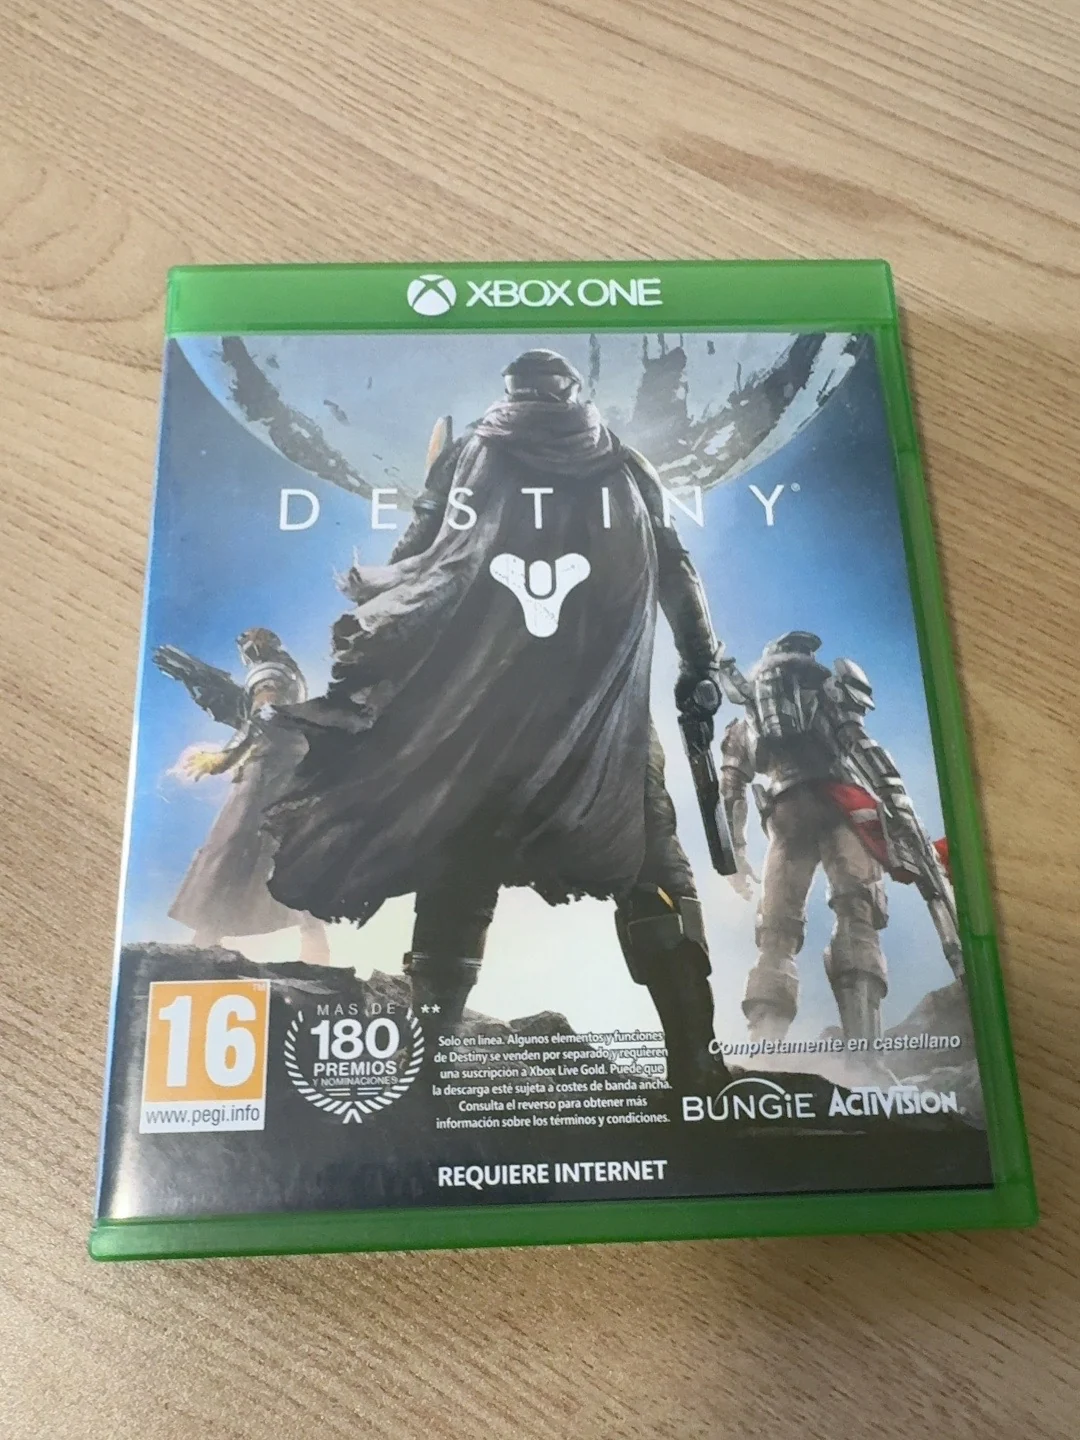 XBOX ONE
DESTINY®
16™
www.pegi.info
MAS DE **
180
PREMIOS
Y NOMINACIONES
Solo en línea. Algunos elementos y funciones
de Destiny se venden por separado y requieren
una suscripción a Xbox Live Gold. Puede que
la descarga esté sujeta a costes de banda ancha.
Consulta el reverso para obtener más
información sobre los términos y condiciones.
REQUIERE INTERNET
Completamente en castellano
BUNGiE ACTIVISION